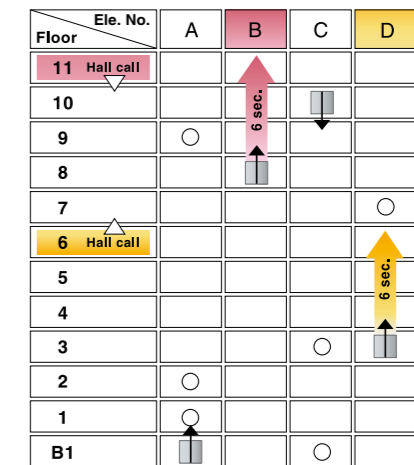 Ele. No.
Floor
A B C D
11 Hall call
10
9
8
7
6 Hall call
5
4
3
2
1
B1
6 sec.
6 sec.